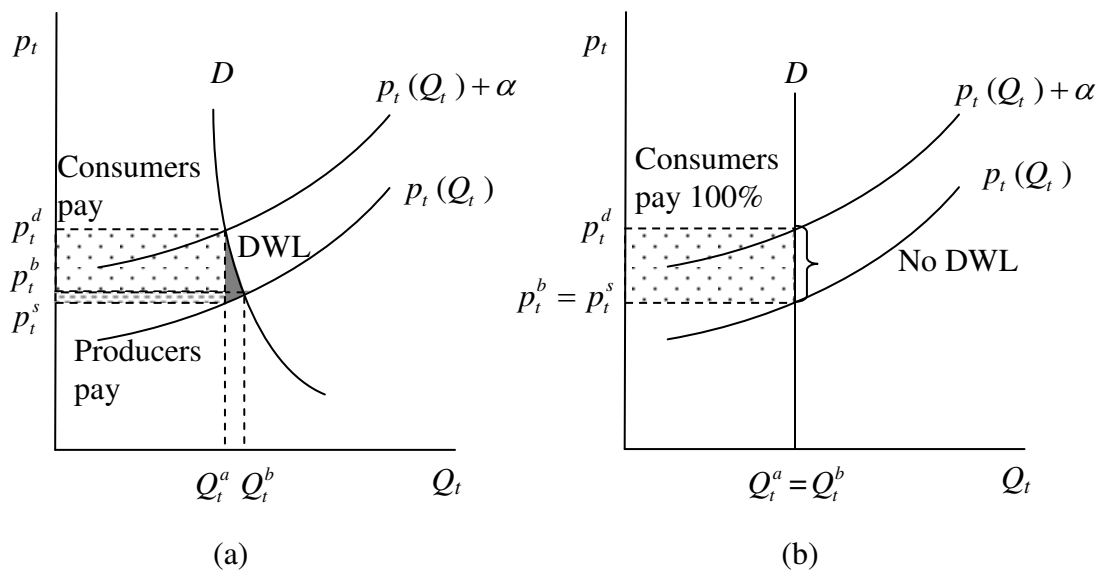 p_t
D
p_t (Q_t) + α
Consumers
pay
p_t (Q_t)
p_t^d
DWL
p_t^b
p_t^s
Producers
pay
Q_t^a Q_t^b
Q_t
(a)
p_t
D
p_t (Q_t) + α
Consumers
pay 100%
p_t (Q_t)
p_t^d
No DWL
p_t^b = p_t^s
Q_t^a = Q_t^b
Q_t
(b)